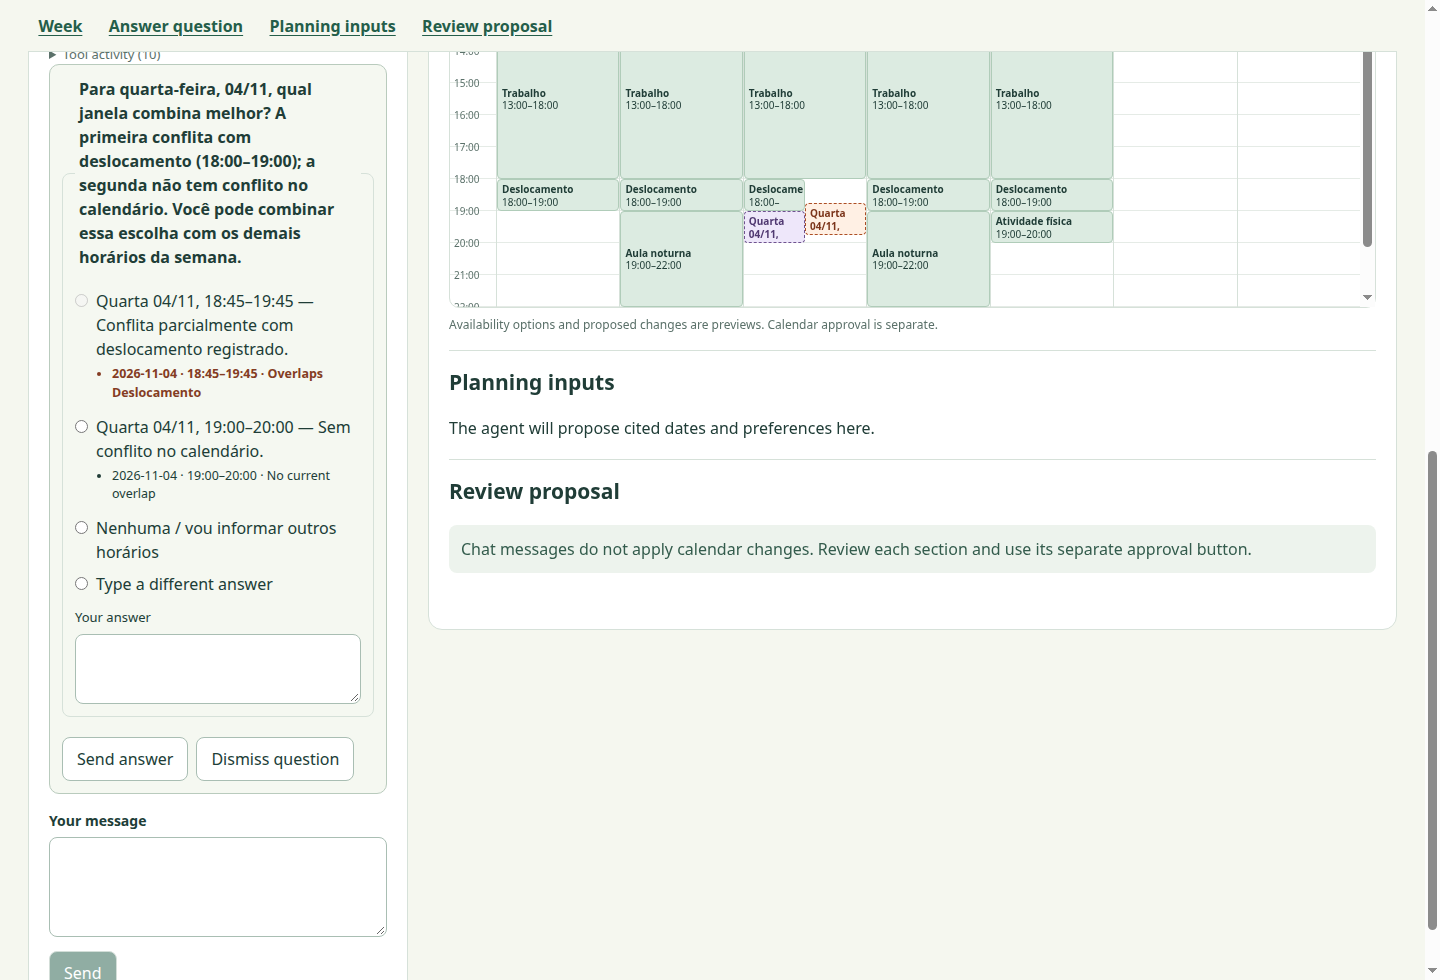 Week Answer question Planning inputs Review proposal
Tool activity (10)
Para quarta-feira, 04/11, qual
janela combina melhor? A
primeira conflita com
deslocamento (18:00–19:00); a
segunda não tem conflito no
calendário. Você pode combinar
essa escolha com os demais
horários da semana.
Quarta 04/11, 18:45–19:45 —
Conflita parcialmente com
deslocamento registrado.
• 2026-11-04 · 18:45–19:45 · Overlaps
Deslocamento
Quarta 04/11, 19:00–20:00 — Sem
conflito no calendário.
• 2026-11-04 · 19:00–20:00 · No current
overlap
Nenhuma / vou informar outros
horários
Type a different answer
Your answer
Send answer Dismiss question
Your message
Send
14:00
15:00
16:00
17:00
18:00
19:00
20:00
21:00
22:00
Trabalho
13:00–18:00
Deslocamento
18:00–19:00
Trabalho
13:00–18:00
Deslocamento
18:00–19:00
Aula noturna
19:00–22:00
Trabalho
13:00–18:00
Deslocame
18:00–
Quarta
04/11,
Quarta
04/11,
Trabalho
13:00–18:00
Deslocamento
18:00–19:00
Aula noturna
19:00–22:00
Trabalho
13:00–18:00
Deslocamento
18:00–19:00
Atividade física
19:00–20:00
Availability options and proposed changes are previews. Calendar approval is separate.
Planning inputs
The agent will propose cited dates and preferences here.
Review proposal
Chat messages do not apply calendar changes. Review each section and use its separate approval button.